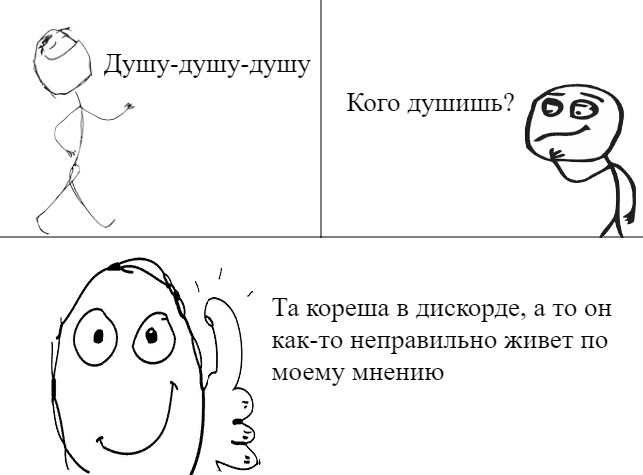 Душу-душу-душу
Кого душишь?
Та кореша в дискорде, а то он
как-то неправильно живет по
моему мнению